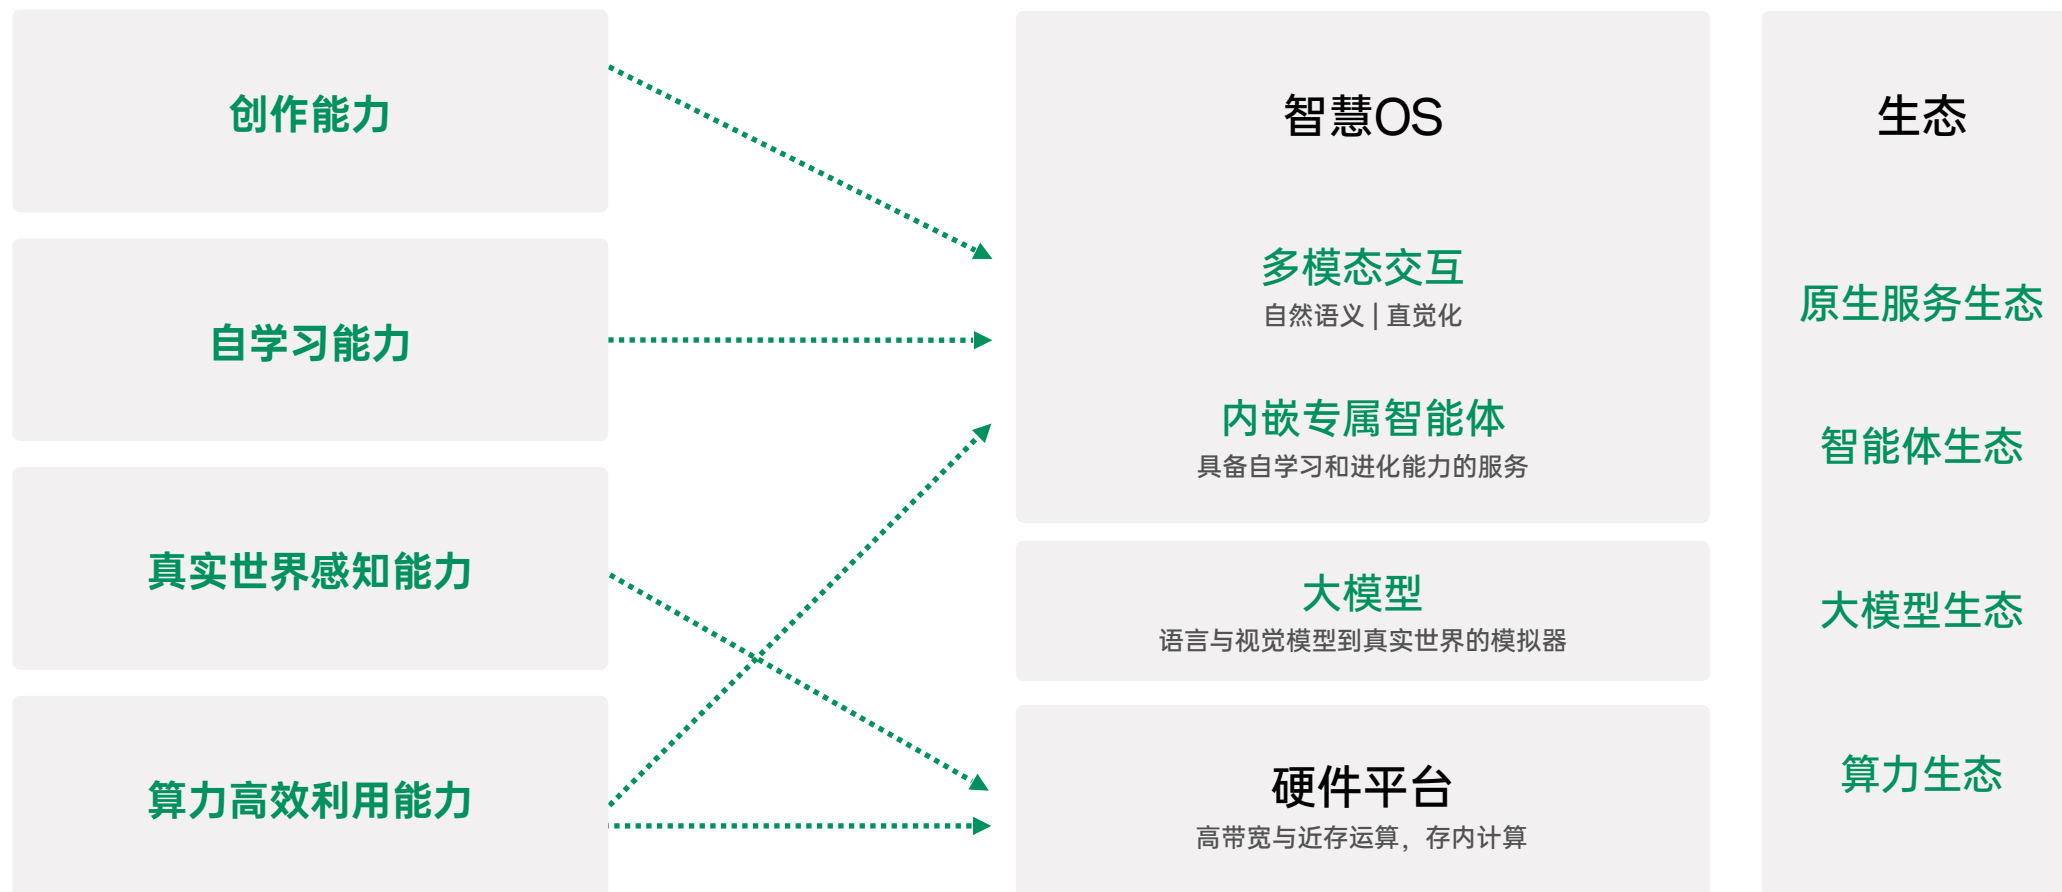 创作能力
自学习能力
真实世界感知能力
算力高效利用能力
智慧OS
多模态交互
自然语义 | 直觉化
内嵌专属智能体
具备自学习和进化能力的服务
大模型
语言与视觉模型到真实世界的模拟器
硬件平台
高带宽与近存运算，存内计算
生态
原生服务生态
智能体生态
大模型生态
算力生态